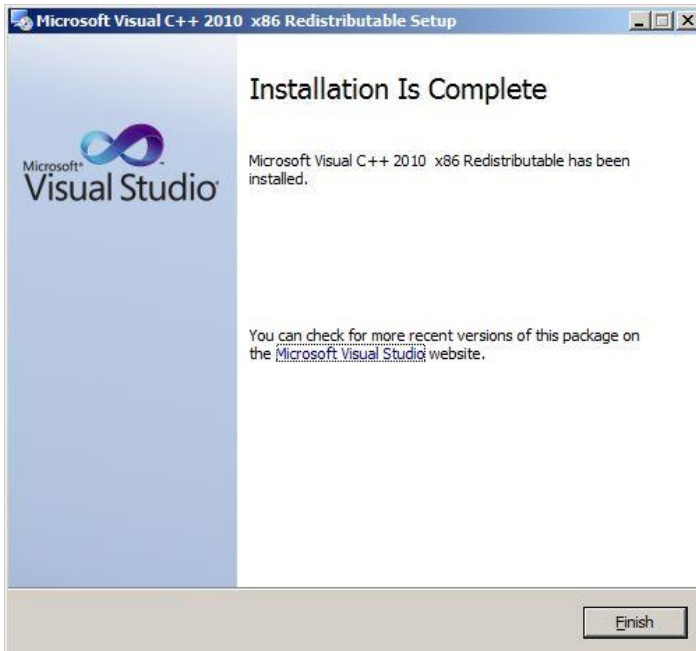 Microsoft Visual C++ 2010  x86 Redistributable Setup
Installation Is Complete
Microsoft Visual C++ 2010  x86 Redistributable has been
installed.
Microsoft®
Visual Studio®
You can check for more recent versions of this package on
the Microsoft Visual Studio website.
Finish